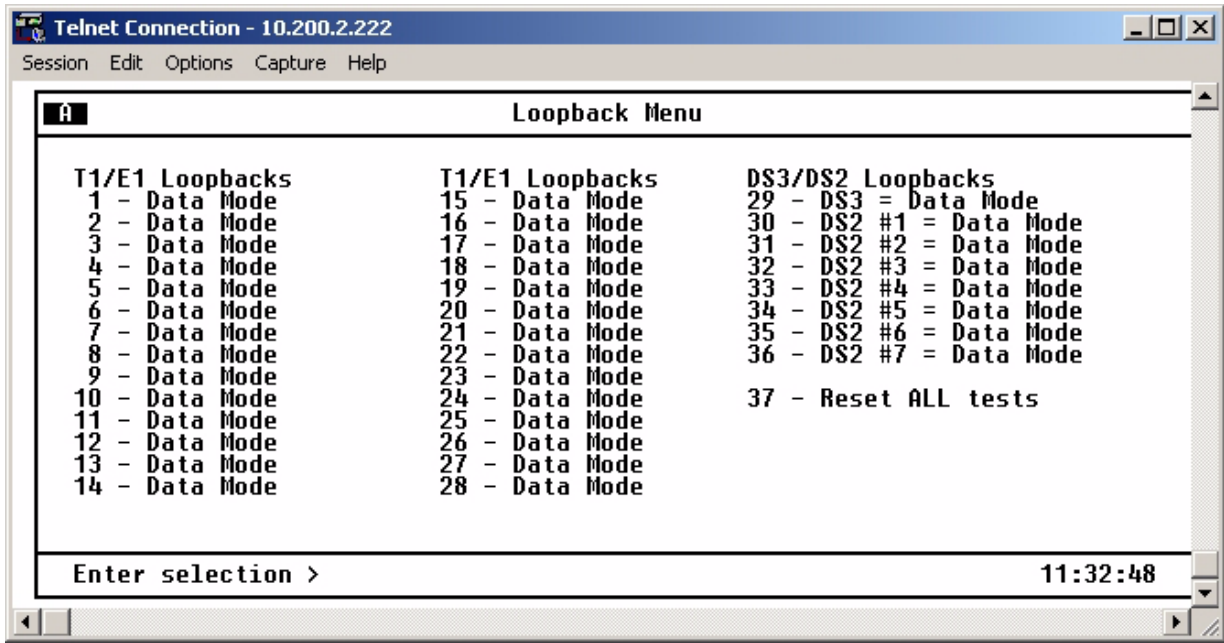 Telnet Connection - 10.200.2.222
Session Edit Options Capture Help
A Loopback Menu
T1/E1 Loopbacks
1 - Data Mode
2 - Data Mode
3 - Data Mode
4 - Data Mode
5 - Data Mode
6 - Data Mode
7 - Data Mode
8 - Data Mode
9 - Data Mode
10 - Data Mode
11 - Data Mode
12 - Data Mode
13 - Data Mode
14 - Data Mode
T1/E1 Loopbacks
15 - Data Mode
16 - Data Mode
17 - Data Mode
18 - Data Mode
19 - Data Mode
20 - Data Mode
21 - Data Mode
22 - Data Mode
23 - Data Mode
24 - Data Mode
25 - Data Mode
26 - Data Mode
27 - Data Mode
28 - Data Mode
DS3/DS2 Loopbacks
29 - DS3 = Data Mode
30 - DS2 #1 = Data Mode
31 - DS2 #2 = Data Mode
32 - DS2 #3 = Data Mode
33 - DS2 #4 = Data Mode
34 - DS2 #5 = Data Mode
35 - DS2 #6 = Data Mode
36 - DS2 #7 = Data Mode
37 - Reset ALL tests
Enter selection > 11:32:48